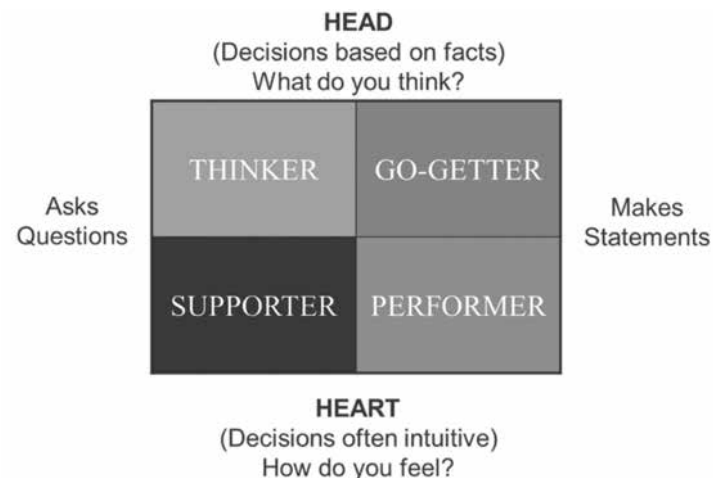 HEAD
(Decisions based on facts)
What do you think?
THINKER
GO-GETTER
Asks
Questions
Makes
Statements
SUPPORTER
PERFORMER
HEART
(Decisions often intuitive)
How do you feel?